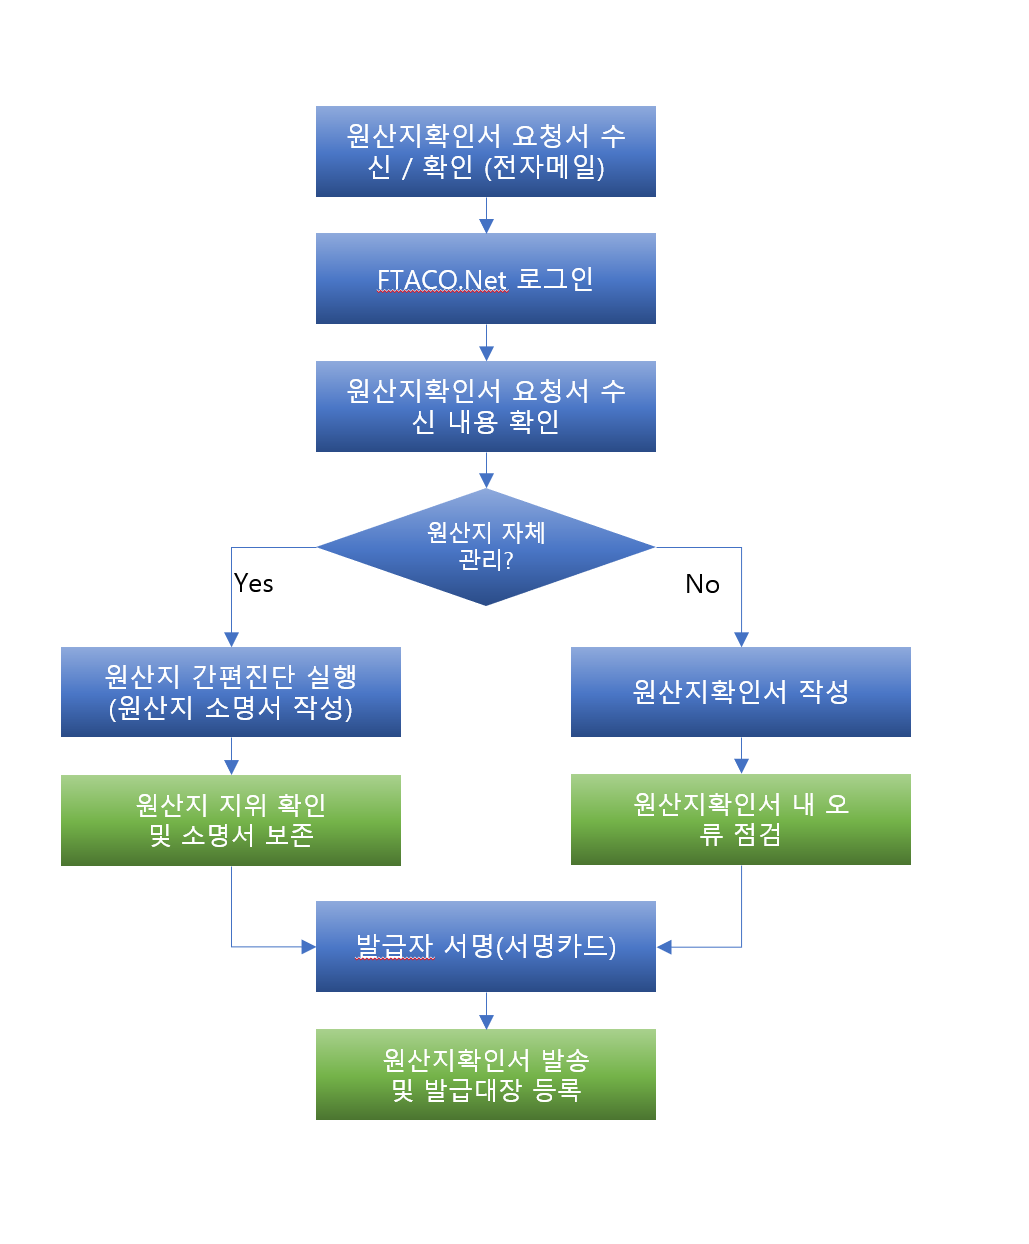 원산지확인서 요청서 수
신 / 확인 (전자메일)
FTACO.Net 로그인
원산지확인서 요청서 수
신 내용 확인
원산지 자체
관리?
Yes
No
원산지 간편진단 실행
(원산지 소명서 작성)
원산지확인서 작성
원산지 지위 확인
및 소명서 보존
원산지확인서 내 오
류 점검
발급자 서명(서명카드)
원산지확인서 발송
및 발급대장 등록